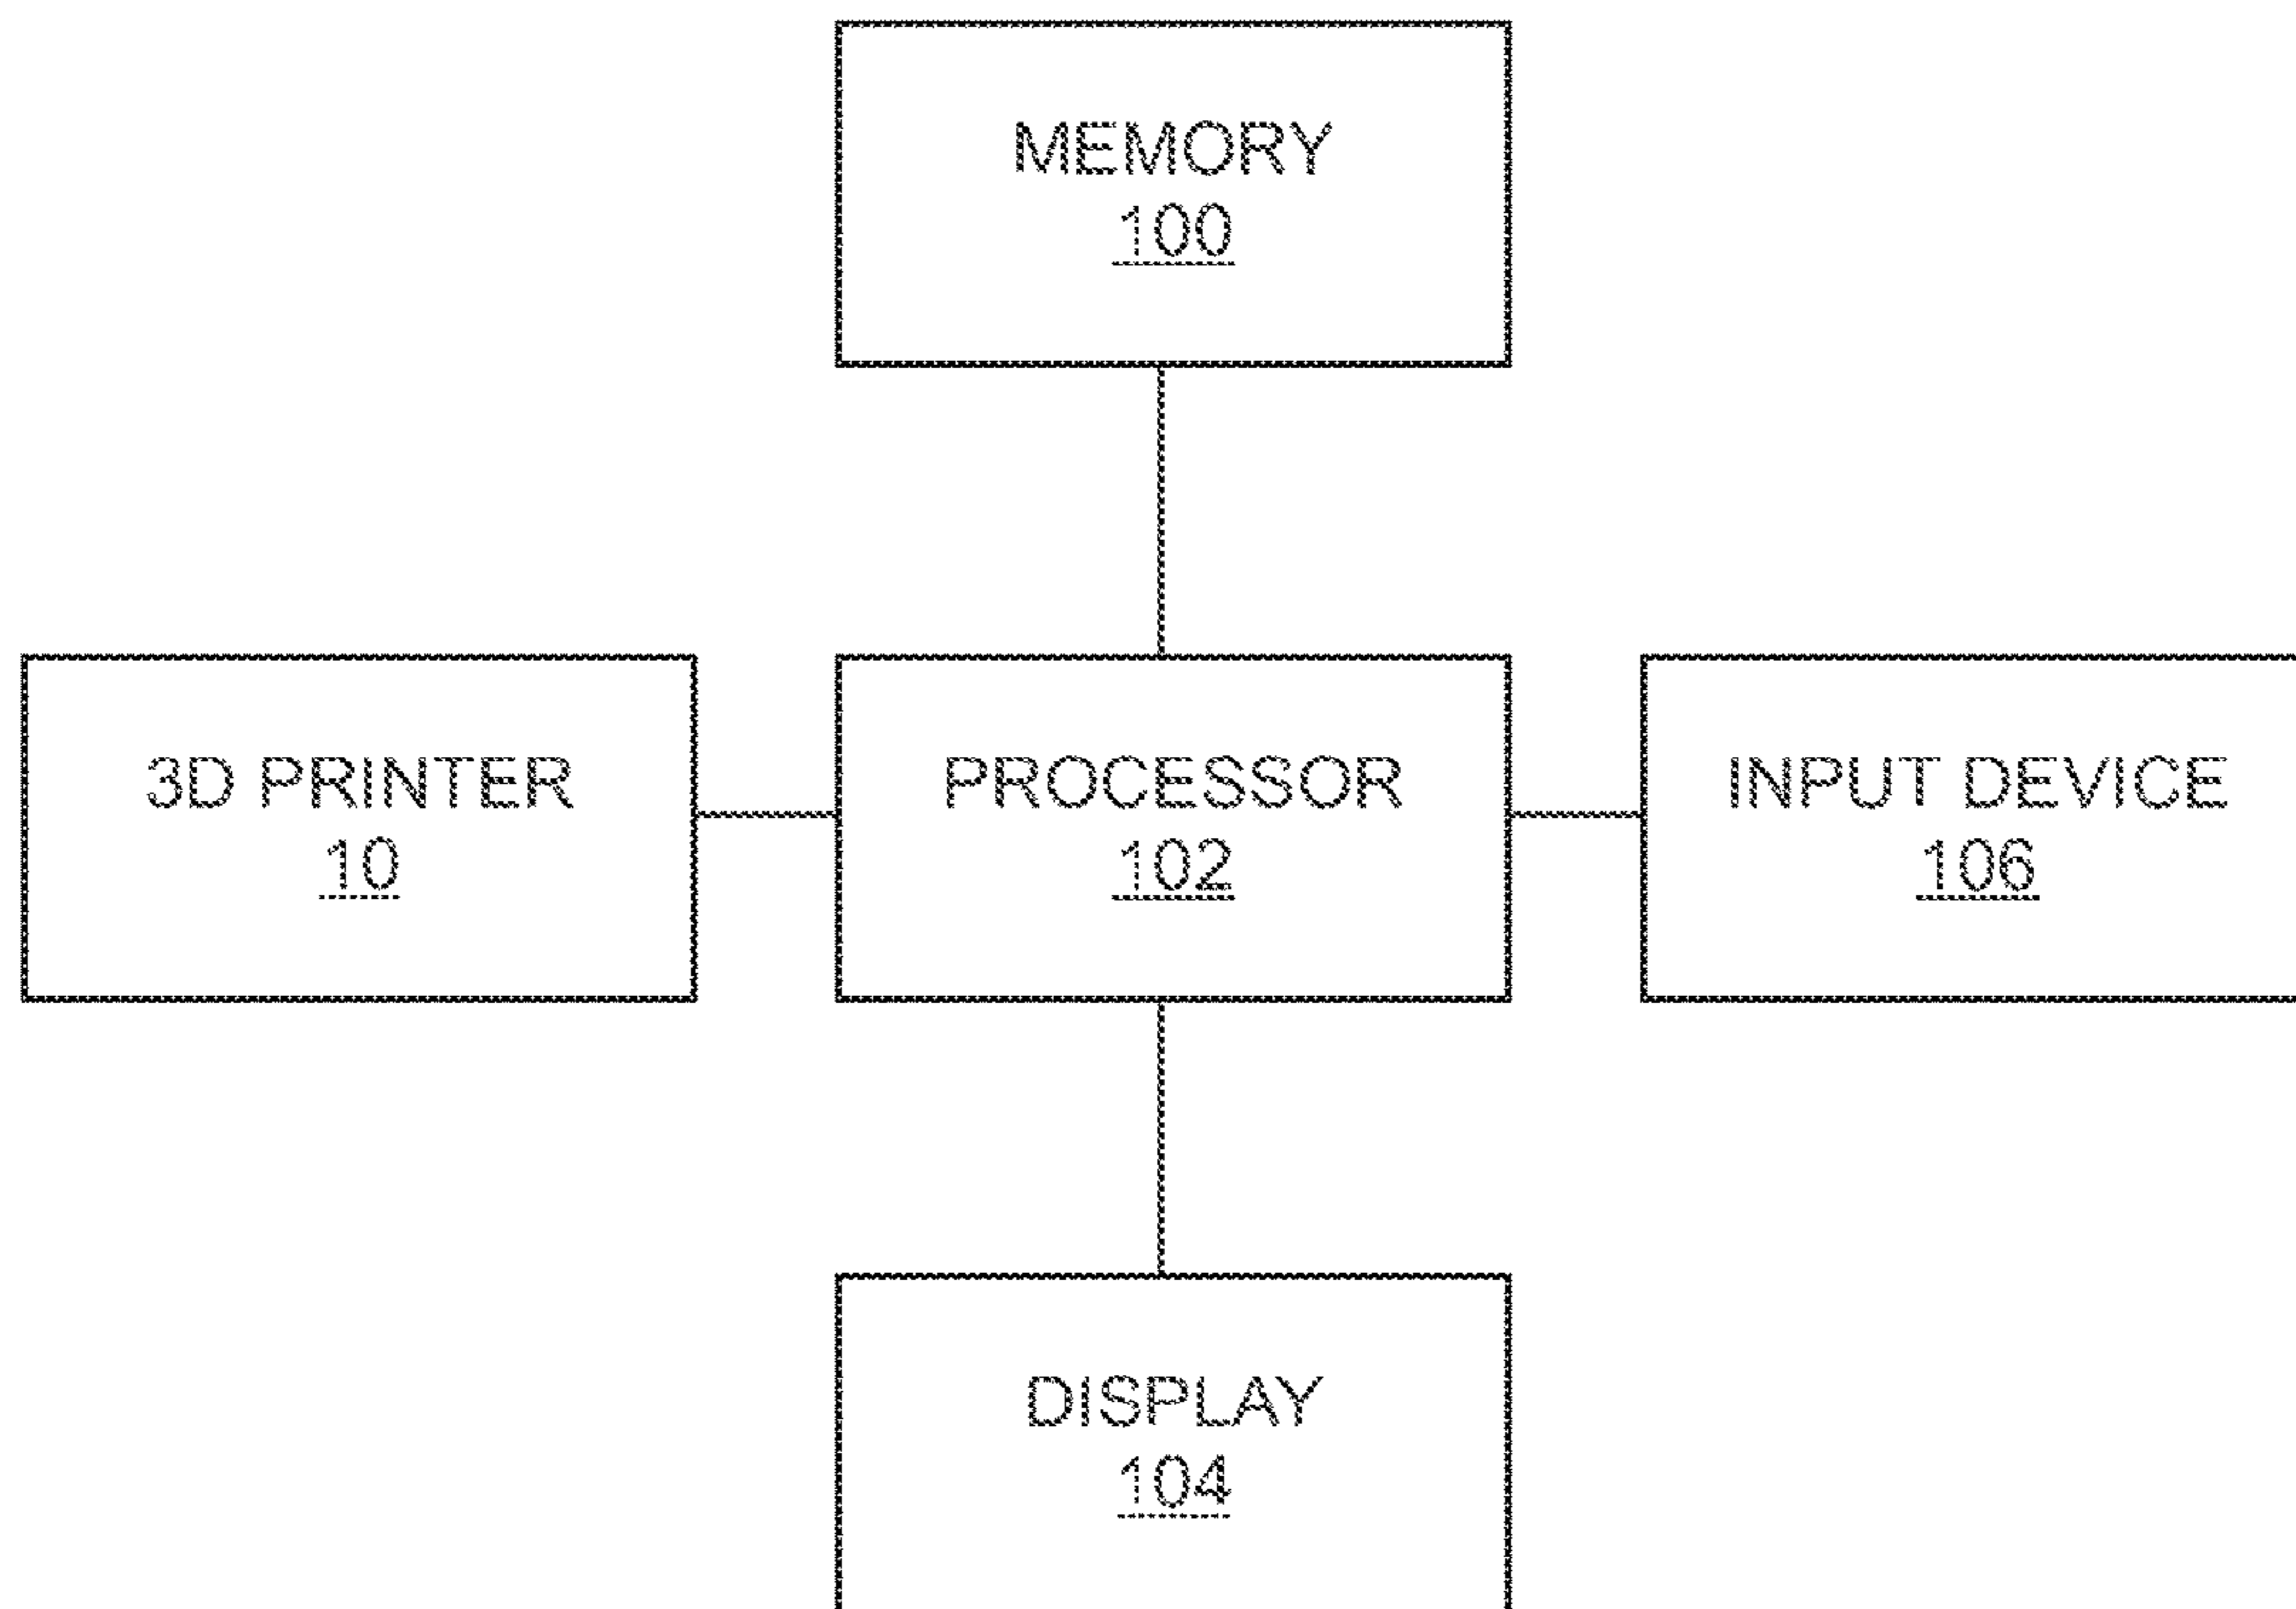 MEMORY
100
3D PRINTER
10
PROCESSOR
102
INPUT DEVICE
106
DISPLAY
104